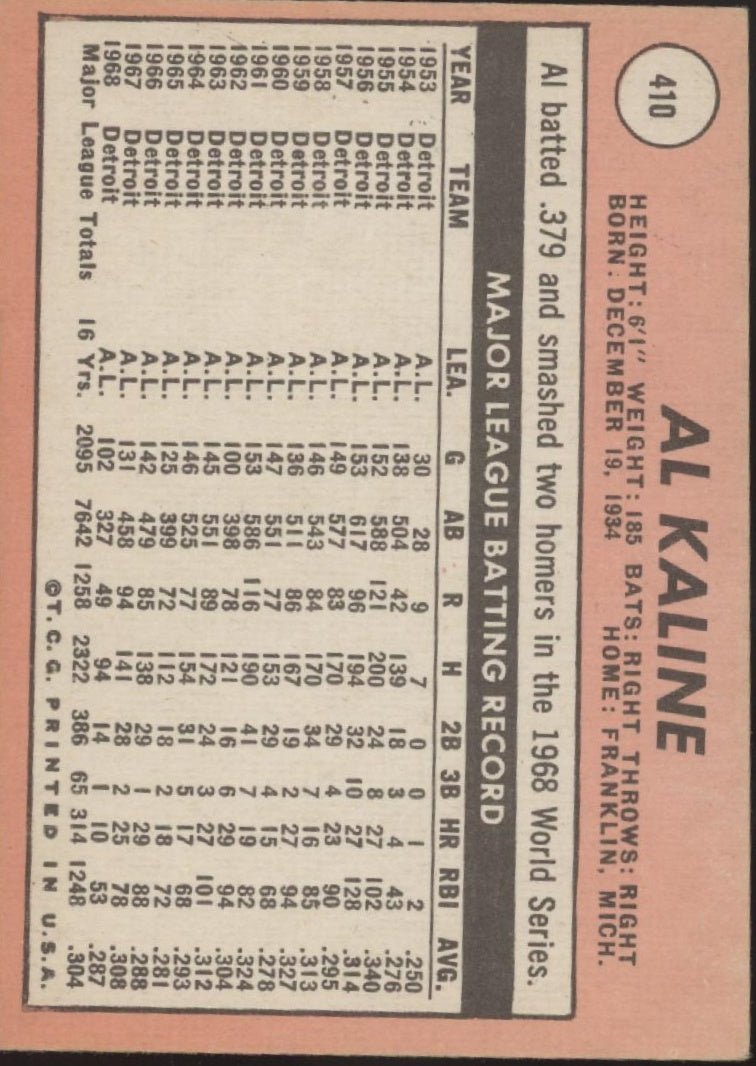 410
AL KALINE
HEIGHT: 6'1" WEIGHT: 185 BATS: RIGHT THROWS: RIGHT
BORN: DECEMBER 19, 1934 HOME: FRANKLIN, MICH.
Al batted .379 and smashed two homers in the 1968 World Series.
MAJOR LEAGUE BATTING RECORD
YEAR TEAM LEA. G AB R H 2B 3B HR RBI AVG.
1953 Detroit A.L. 30 28 9 7 0 0 1 2 .250
1954 Detroit A.L. 138 504 42 139 18 3 4 43 .276
1955 Detroit A.L. 152 588 121 200 24 8 27 102 .340
1956 Detroit A.L. 153 617 96 194 32 10 27 128 .314
1957 Detroit A.L. 149 577 83 170 29 4 23 90 .295
1958 Detroit A.L. 146 543 84 170 34 7 16 85 .313
1959 Detroit A.L. 136 511 86 167 19 2 27 94 .327
1960 Detroit A.L. 147 551 77 153 29 4 15 68 .278
1961 Detroit A.L. 153 586 116 190 41 7 19 82 .324
1962 Detroit A.L. 100 398 78 121 16 6 29 94 .304
1963 Detroit A.L. 145 551 89 172 24 3 27 101 .312
1964 Detroit A.L. 146 525 77 154 31 5 17 68 .293
1965 Detroit A.L. 125 399 72 112 18 2 18 72 .281
1966 Detroit A.L. 142 479 85 138 29 1 29 88 .288
1967 Detroit A.L. 131 458 94 141 28 2 25 78 .308
1968 Detroit A.L. 102 327 49 94 14 1 10 53 .287
Major League Totals 16 Yrs. 2095 7642 1258 2322 386 65 314 1248 .304
©T.C.G. PRINTED IN U.S.A.